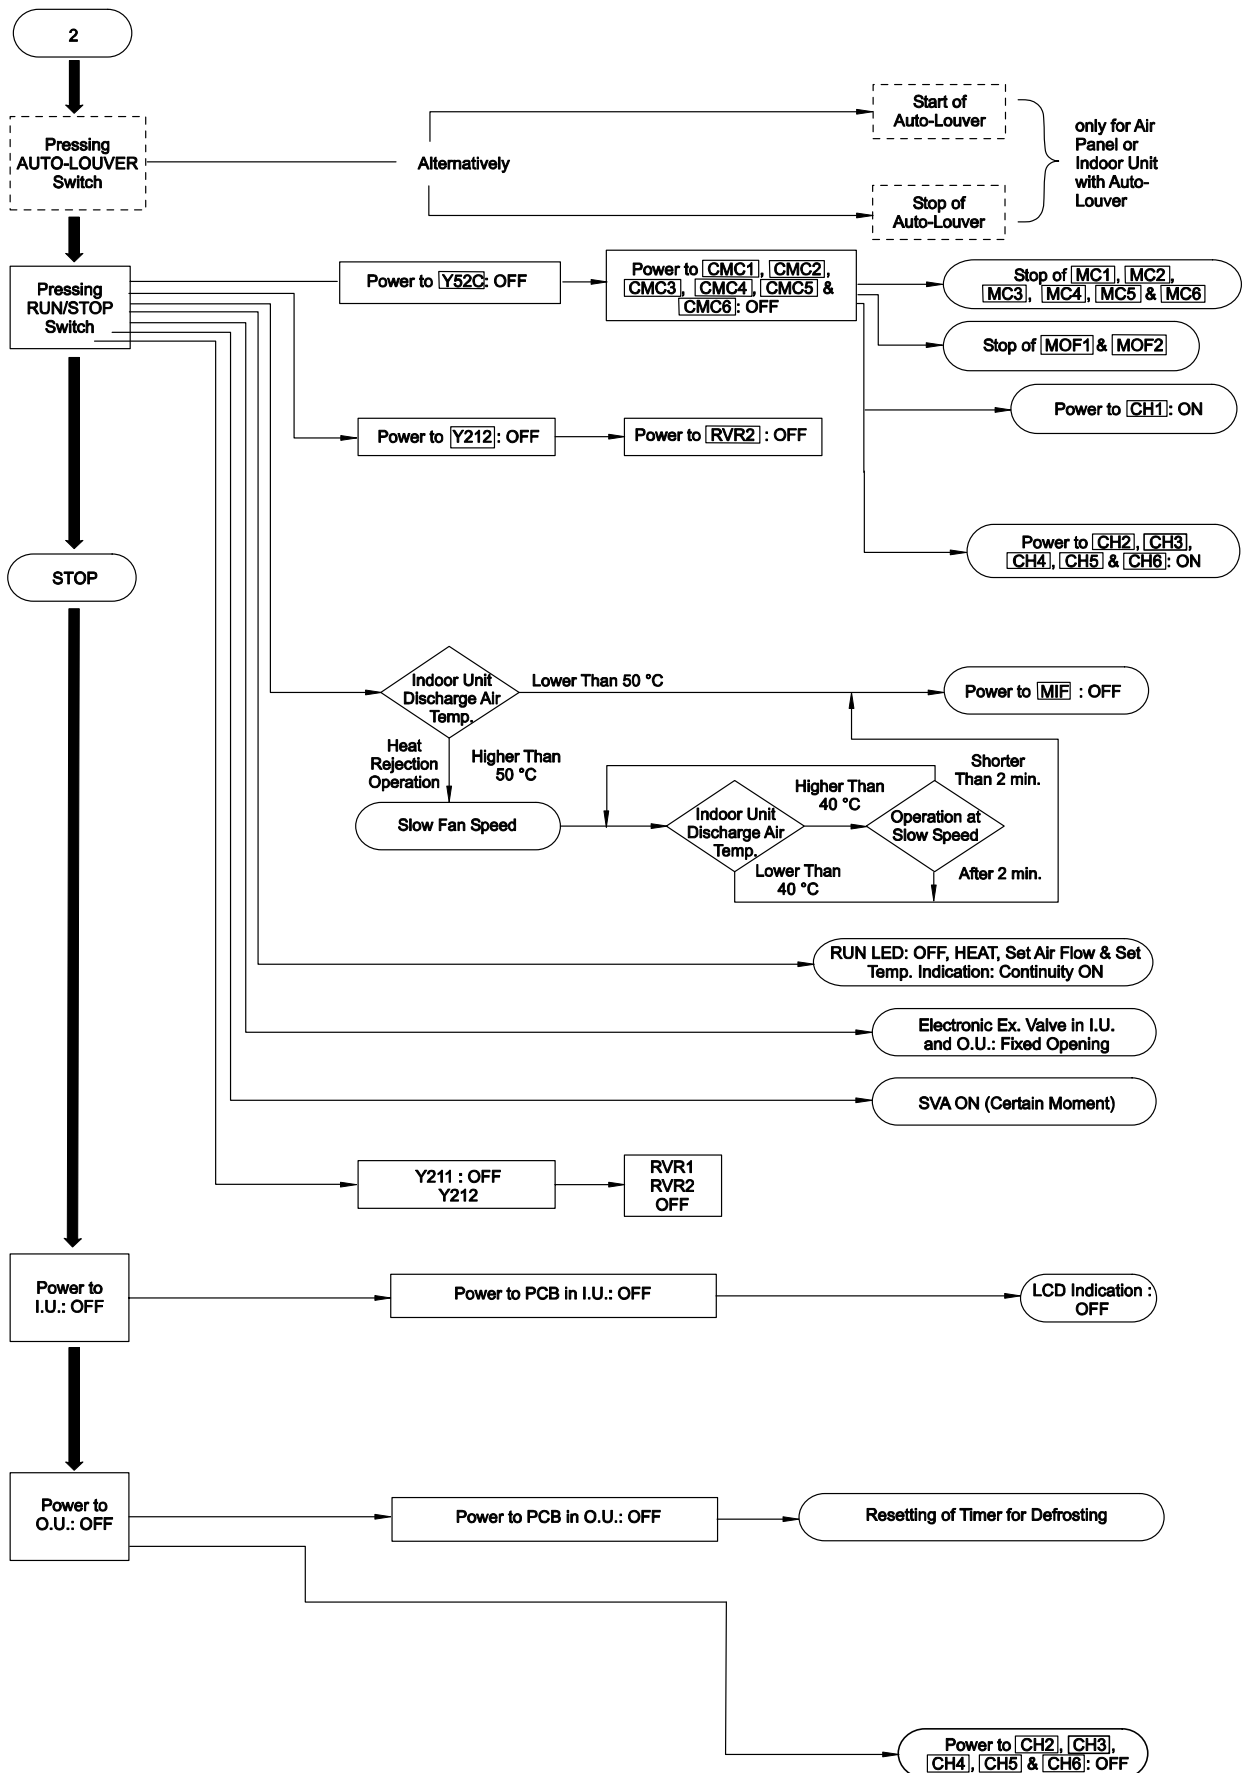 2
Pressing
AUTO-LOUVER
Switch
Alternatively
Start of
Auto-Louver
Stop of
Auto-Louver
only for Air
Panel or
Indoor Unit
with Auto-
Louver
Pressing
RUN/STOP
Switch
Power to Y52C: OFF
Power to CMC1, CMC2,
CMC3, CMC4, CMC5 &
CMC6: OFF
Stop of MC1, MC2,
MC3, MC4, MC5 & MC6
Stop of MOF1 & MOF2
Power to CH1: ON
Power to Y212: OFF
Power to RVR2 : OFF
Power to CH2, CH3,
CH4, CH5 & CH6: ON
STOP
Indoor Unit
Discharge Air
Temp.
Lower Than 50 °C
Power to MIF : OFF
Heat
Rejection
Operation
Higher Than
50 °C
Slow Fan Speed
Indoor Unit
Discharge Air
Temp.
Higher Than
40 °C
Operation at
Slow Speed
Shorter
Than 2 min.
Lower Than
40 °C
After 2 min.
RUN LED: OFF, HEAT, Set Air Flow & Set
Temp. Indication: Continuity ON
Electronic Ex. Valve in I.U.
and O.U.: Fixed Opening
SVA ON (Certain Moment)
Y211 : OFF
Y212
RVR1
RVR2
OFF
Power to
I.U.: OFF
Power to PCB in I.U.: OFF
LCD Indication :
OFF
Power to
O.U.: OFF
Power to PCB in O.U.: OFF
Resetting of Timer for Defrosting
Power to CH2, CH3,
CH4, CH5 & CH6: OFF